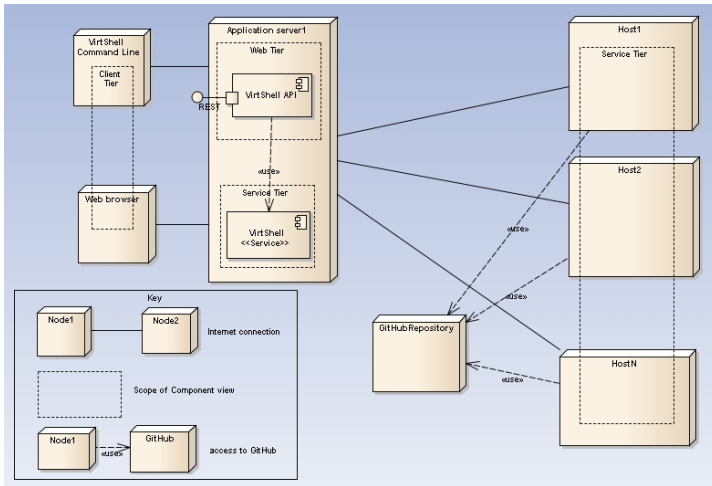 VirtShell
Command Line
Client
Tier
Web browser
Application server1
Web Tier
VirtShell API
REST
«use»
Service Tier
VirtShell
<<Service>>
Host1
Service Tier
Host2
HostN
«use»
«use»
«use»
GitHubRepository
Key
Node1
Node2
Internet connection
Scope of Component view
Node1
«use»
GitHub
access to GitHub